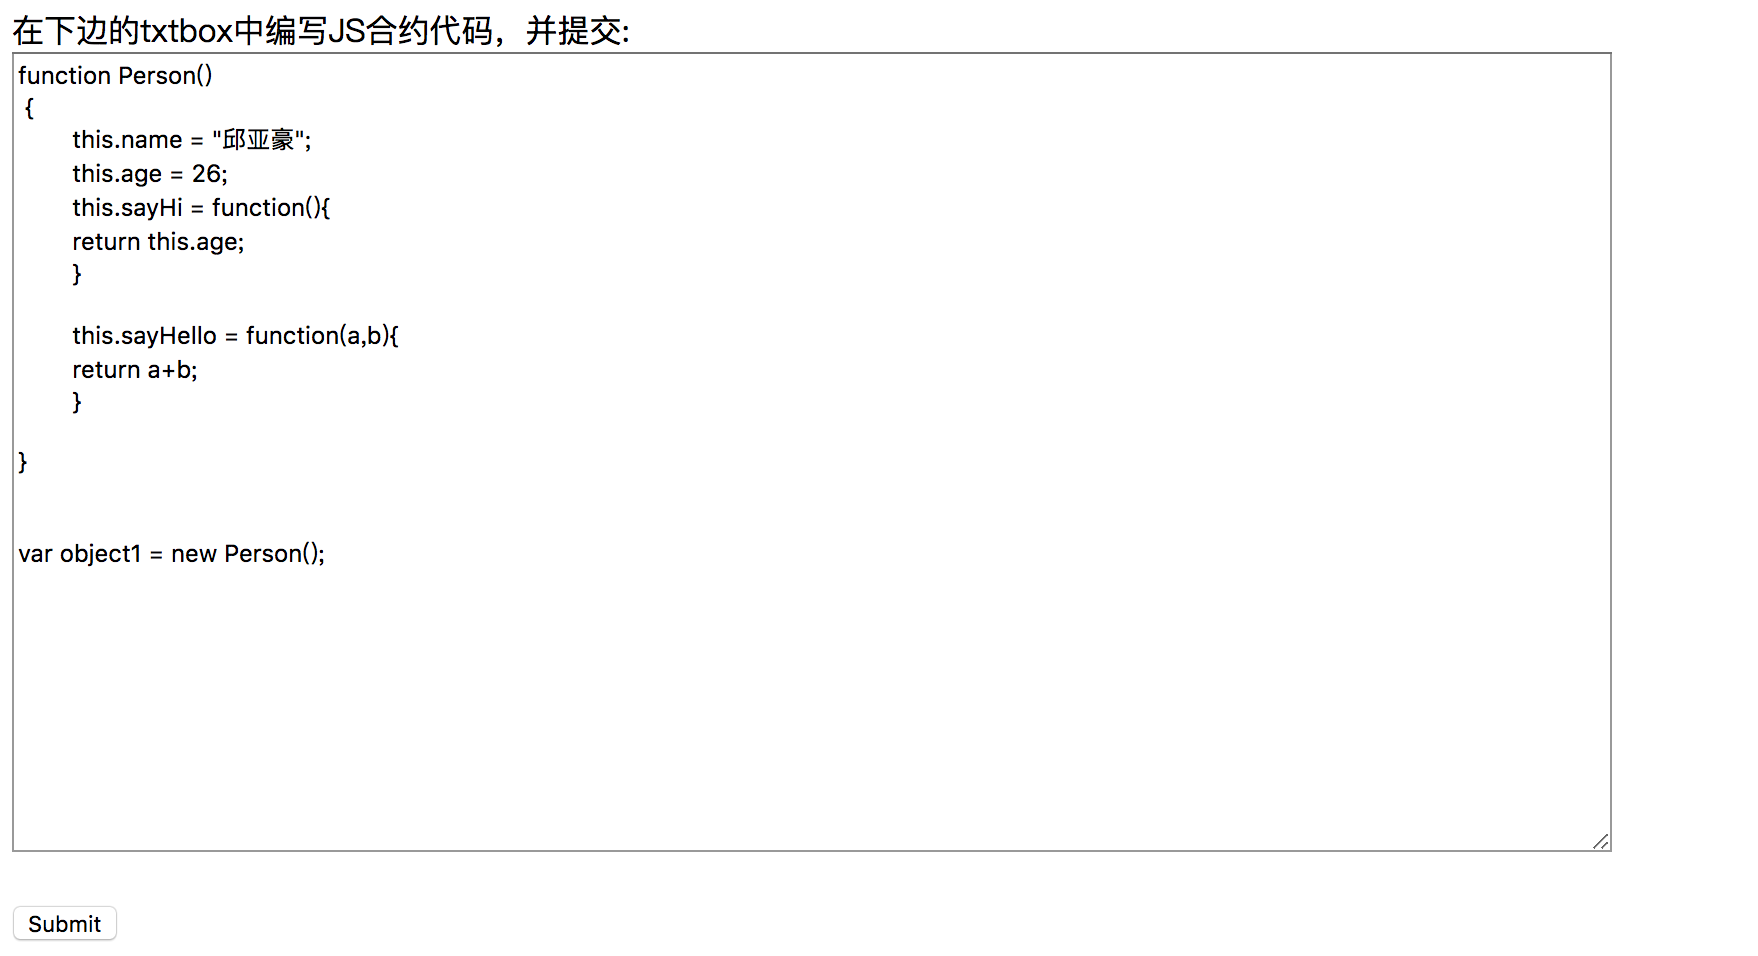 在下边的txtbox中编写JS合约代码，并提交:
function Person()
{
this.name = "邱亚豪";
this.age = 26;
this.sayHi = function(){
return this.age;
}
this.sayHello = function(a,b){
return a+b;
}
}
var object1 = new Person();
Submit